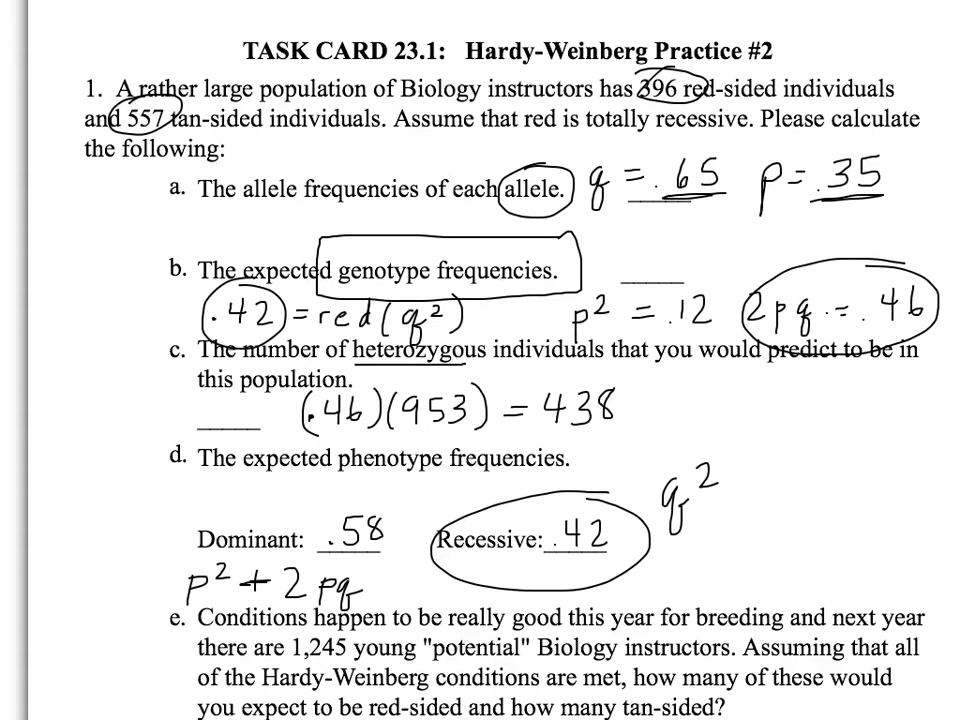 TASK CARD 23.1: Hardy-Weinberg Practice #2
1. A rather large population of Biology instructors has 396 red-sided individuals
and 557 tan-sided individuals. Assume that red is totally recessive. Please calculate
the following:
a. The allele frequencies of each allele. q = .65 p = .35
b. The expected genotype frequencies.
.42 = red (q²) p² = .12 2pq = .46
c. The number of heterozygous individuals that you would predict to be in
this population.
(.46)(953) = 438
d. The expected phenotype frequencies.
q²
Dominant: .58 Recessive: .42
p² + 2pq
e. Conditions happen to be really good this year for breeding and next year
there are 1,245 young "potential" Biology instructors. Assuming that all
of the Hardy-Weinberg conditions are met, how many of these would
you expect to be red-sided and how many tan-sided?